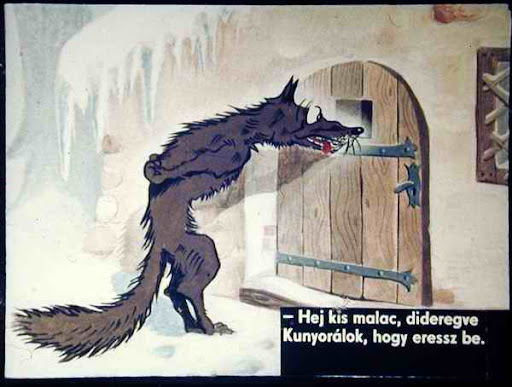 – Hej kis malac, dideregve
Kunyorálok, hogy eressz be.